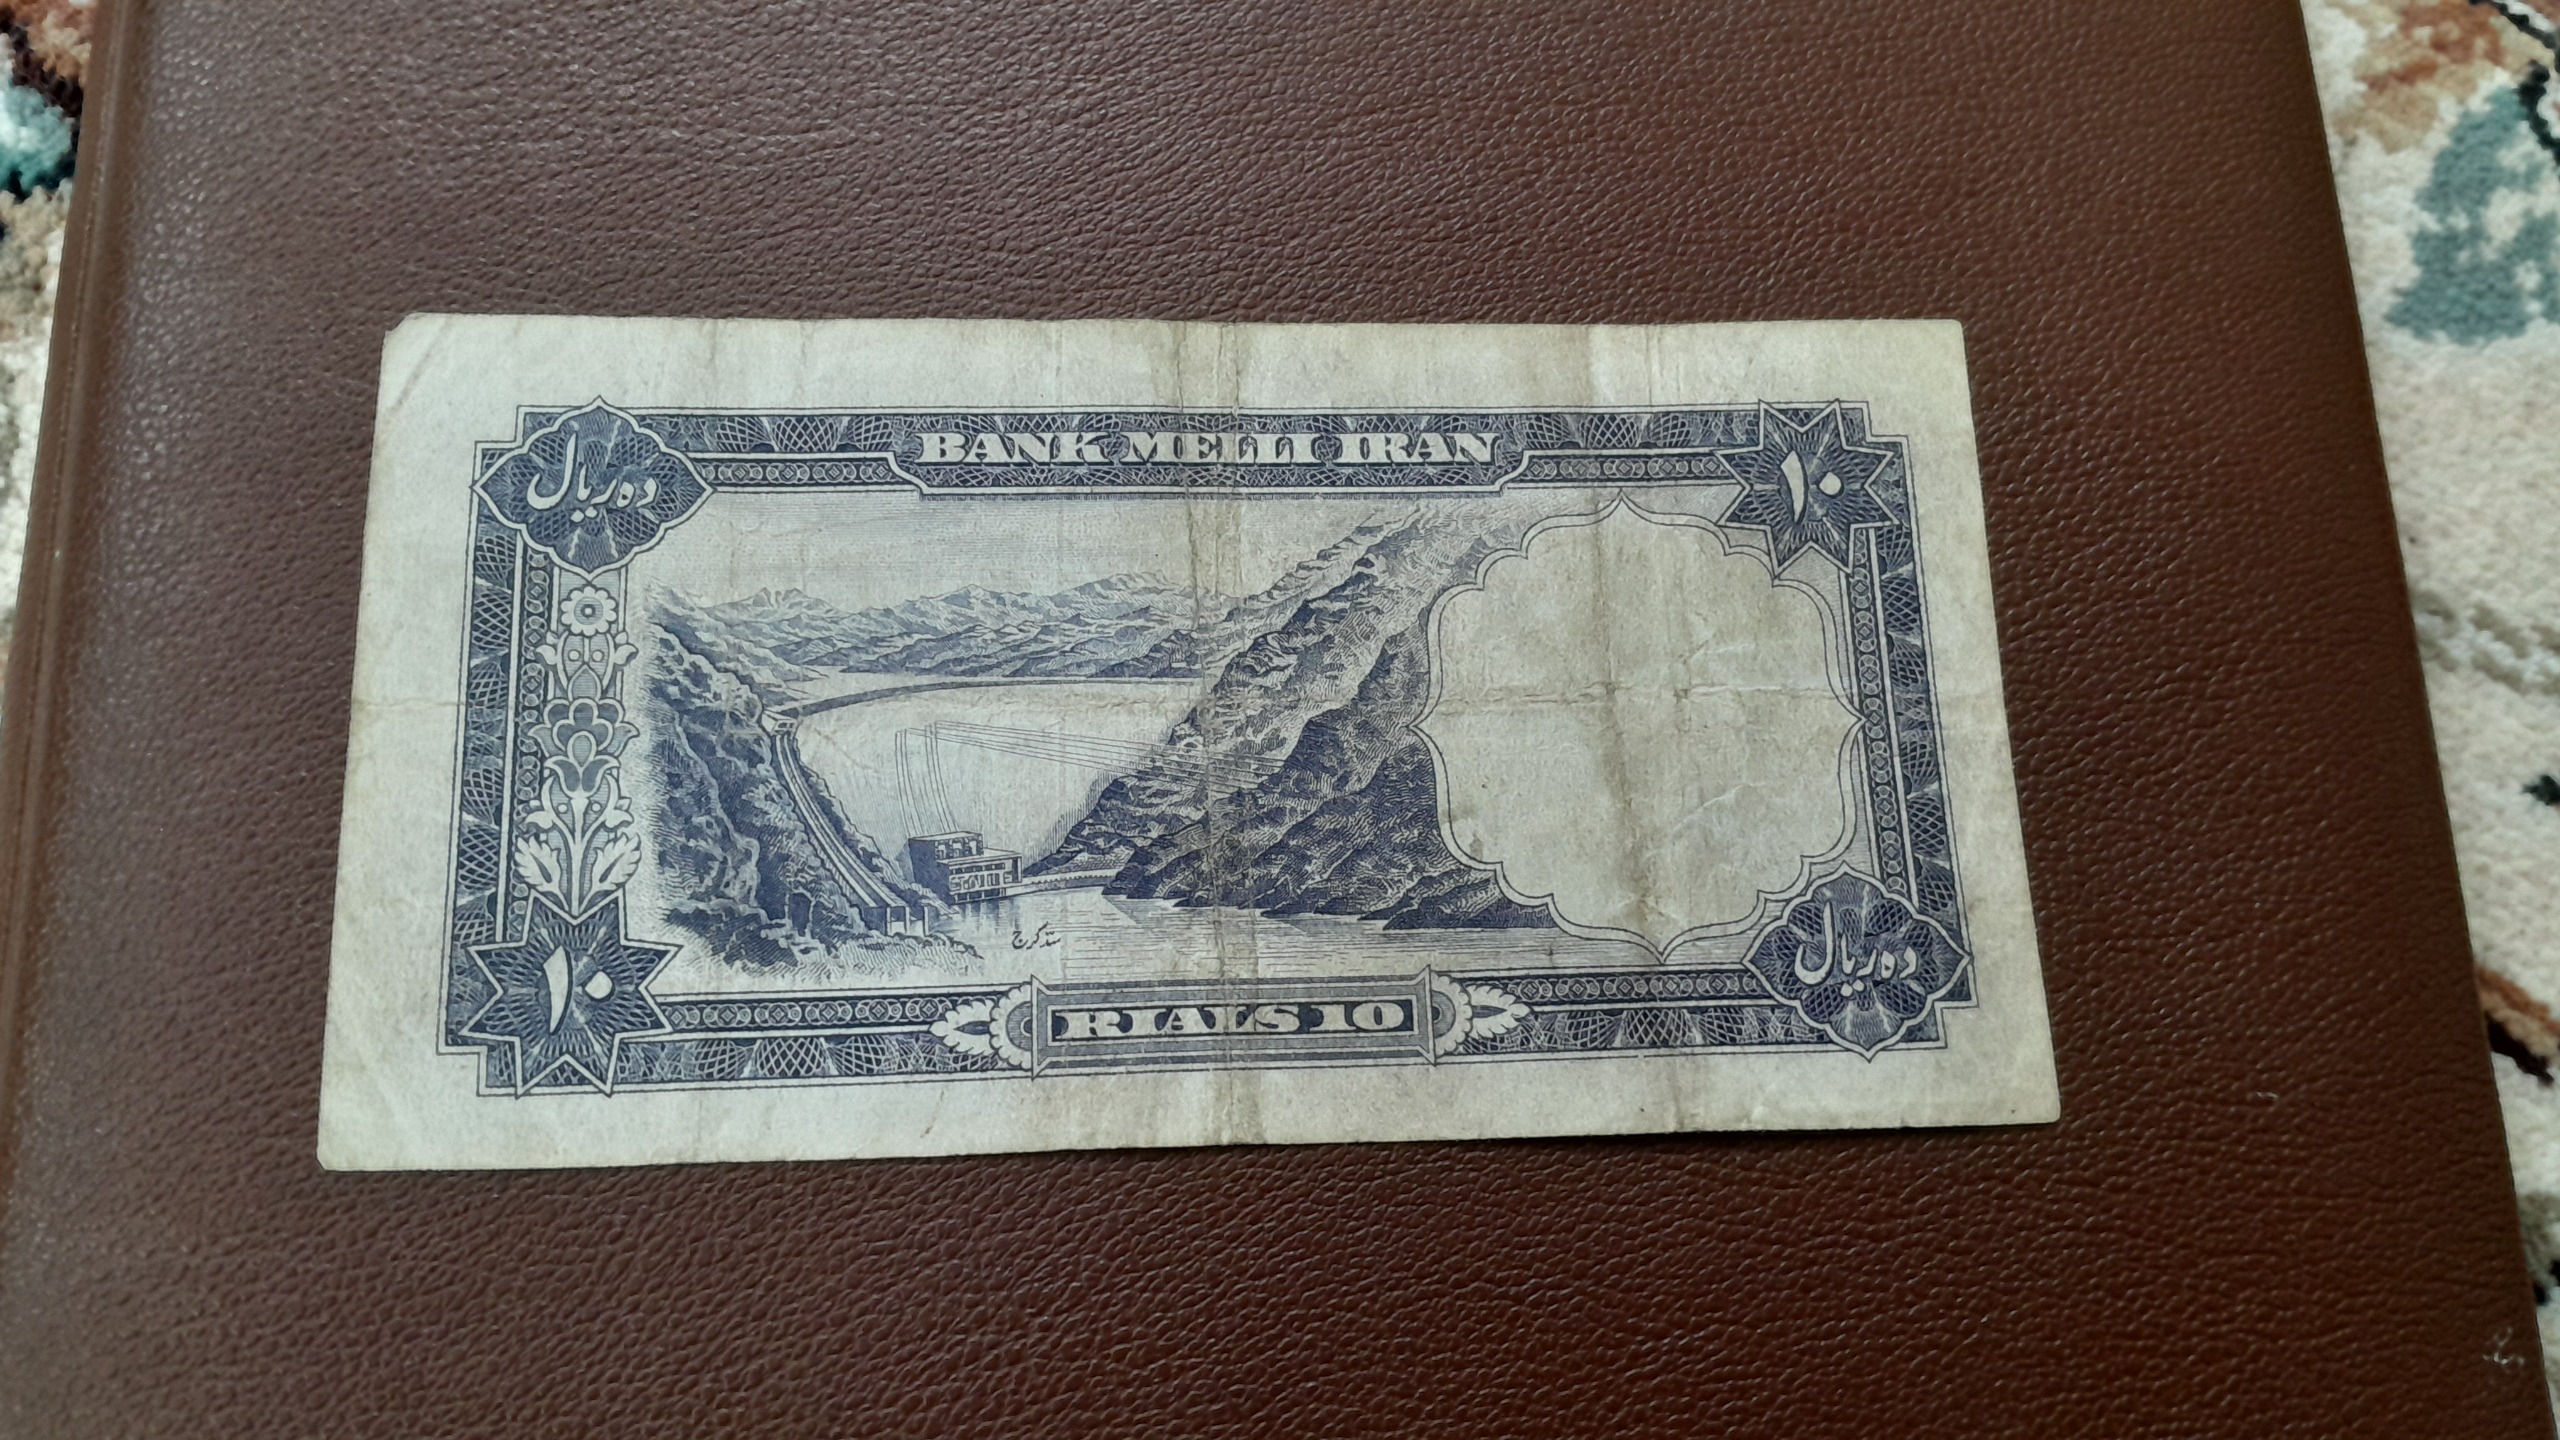 BANK MELLI IRAN
ده ریال
۱۰
سد کرج
۱۰
RIALS 10
ده ریال